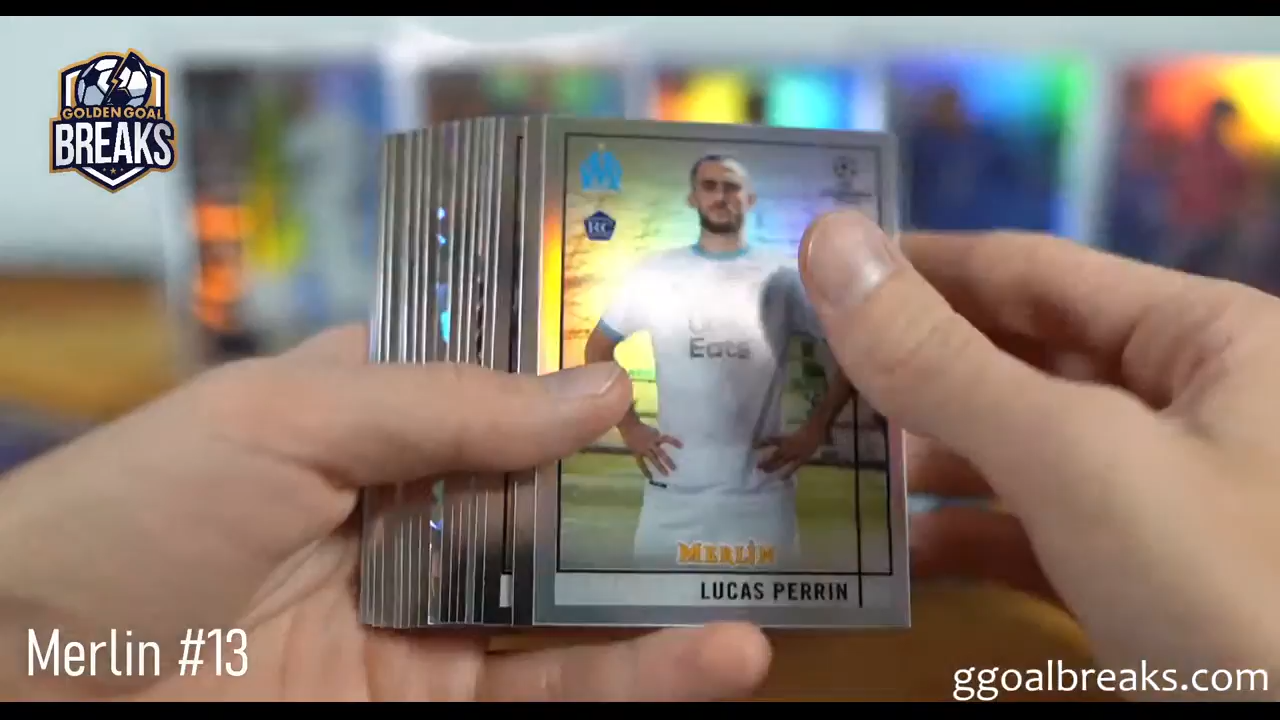 GOLDEN GOAL
BREAKS
RC
Eats
MERLIN
LUCAS PERRIN
Merlin #13
ggoalbreaks.com